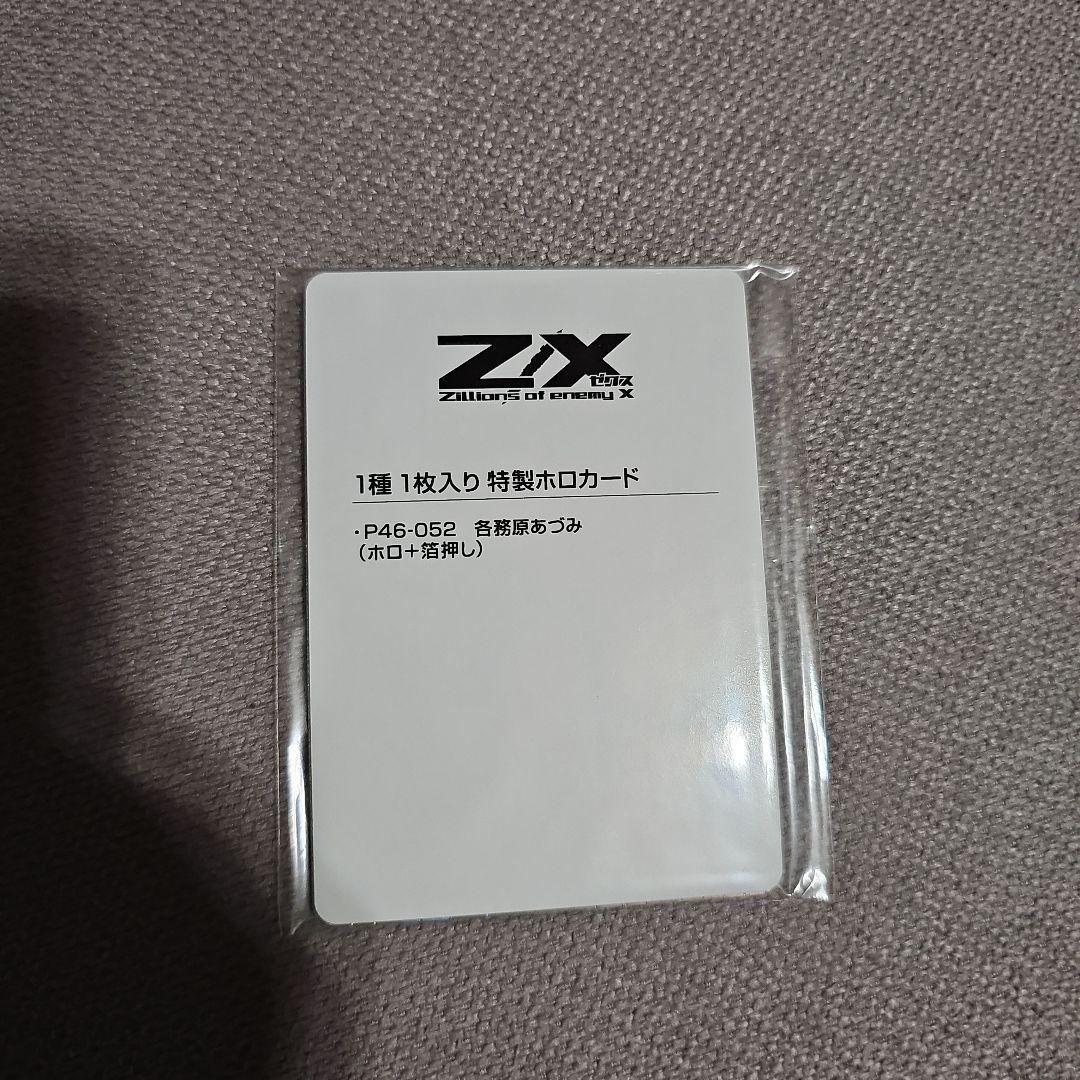 Z/X
ゼクス
Zillions of enemy X
1種 1枚入り 特製ホロカード
・P46-052　各務原あづみ
（ホロ＋箔押し）